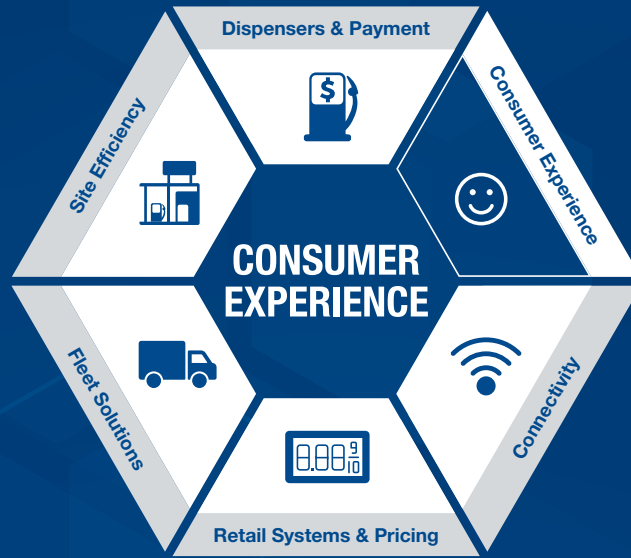 Dispensers & Payment
$
Site Efficiency
Consumer Experience
CONSUMER
EXPERIENCE
Fleet Solutions
Connectivity
8.88 9/10
Retail Systems & Pricing